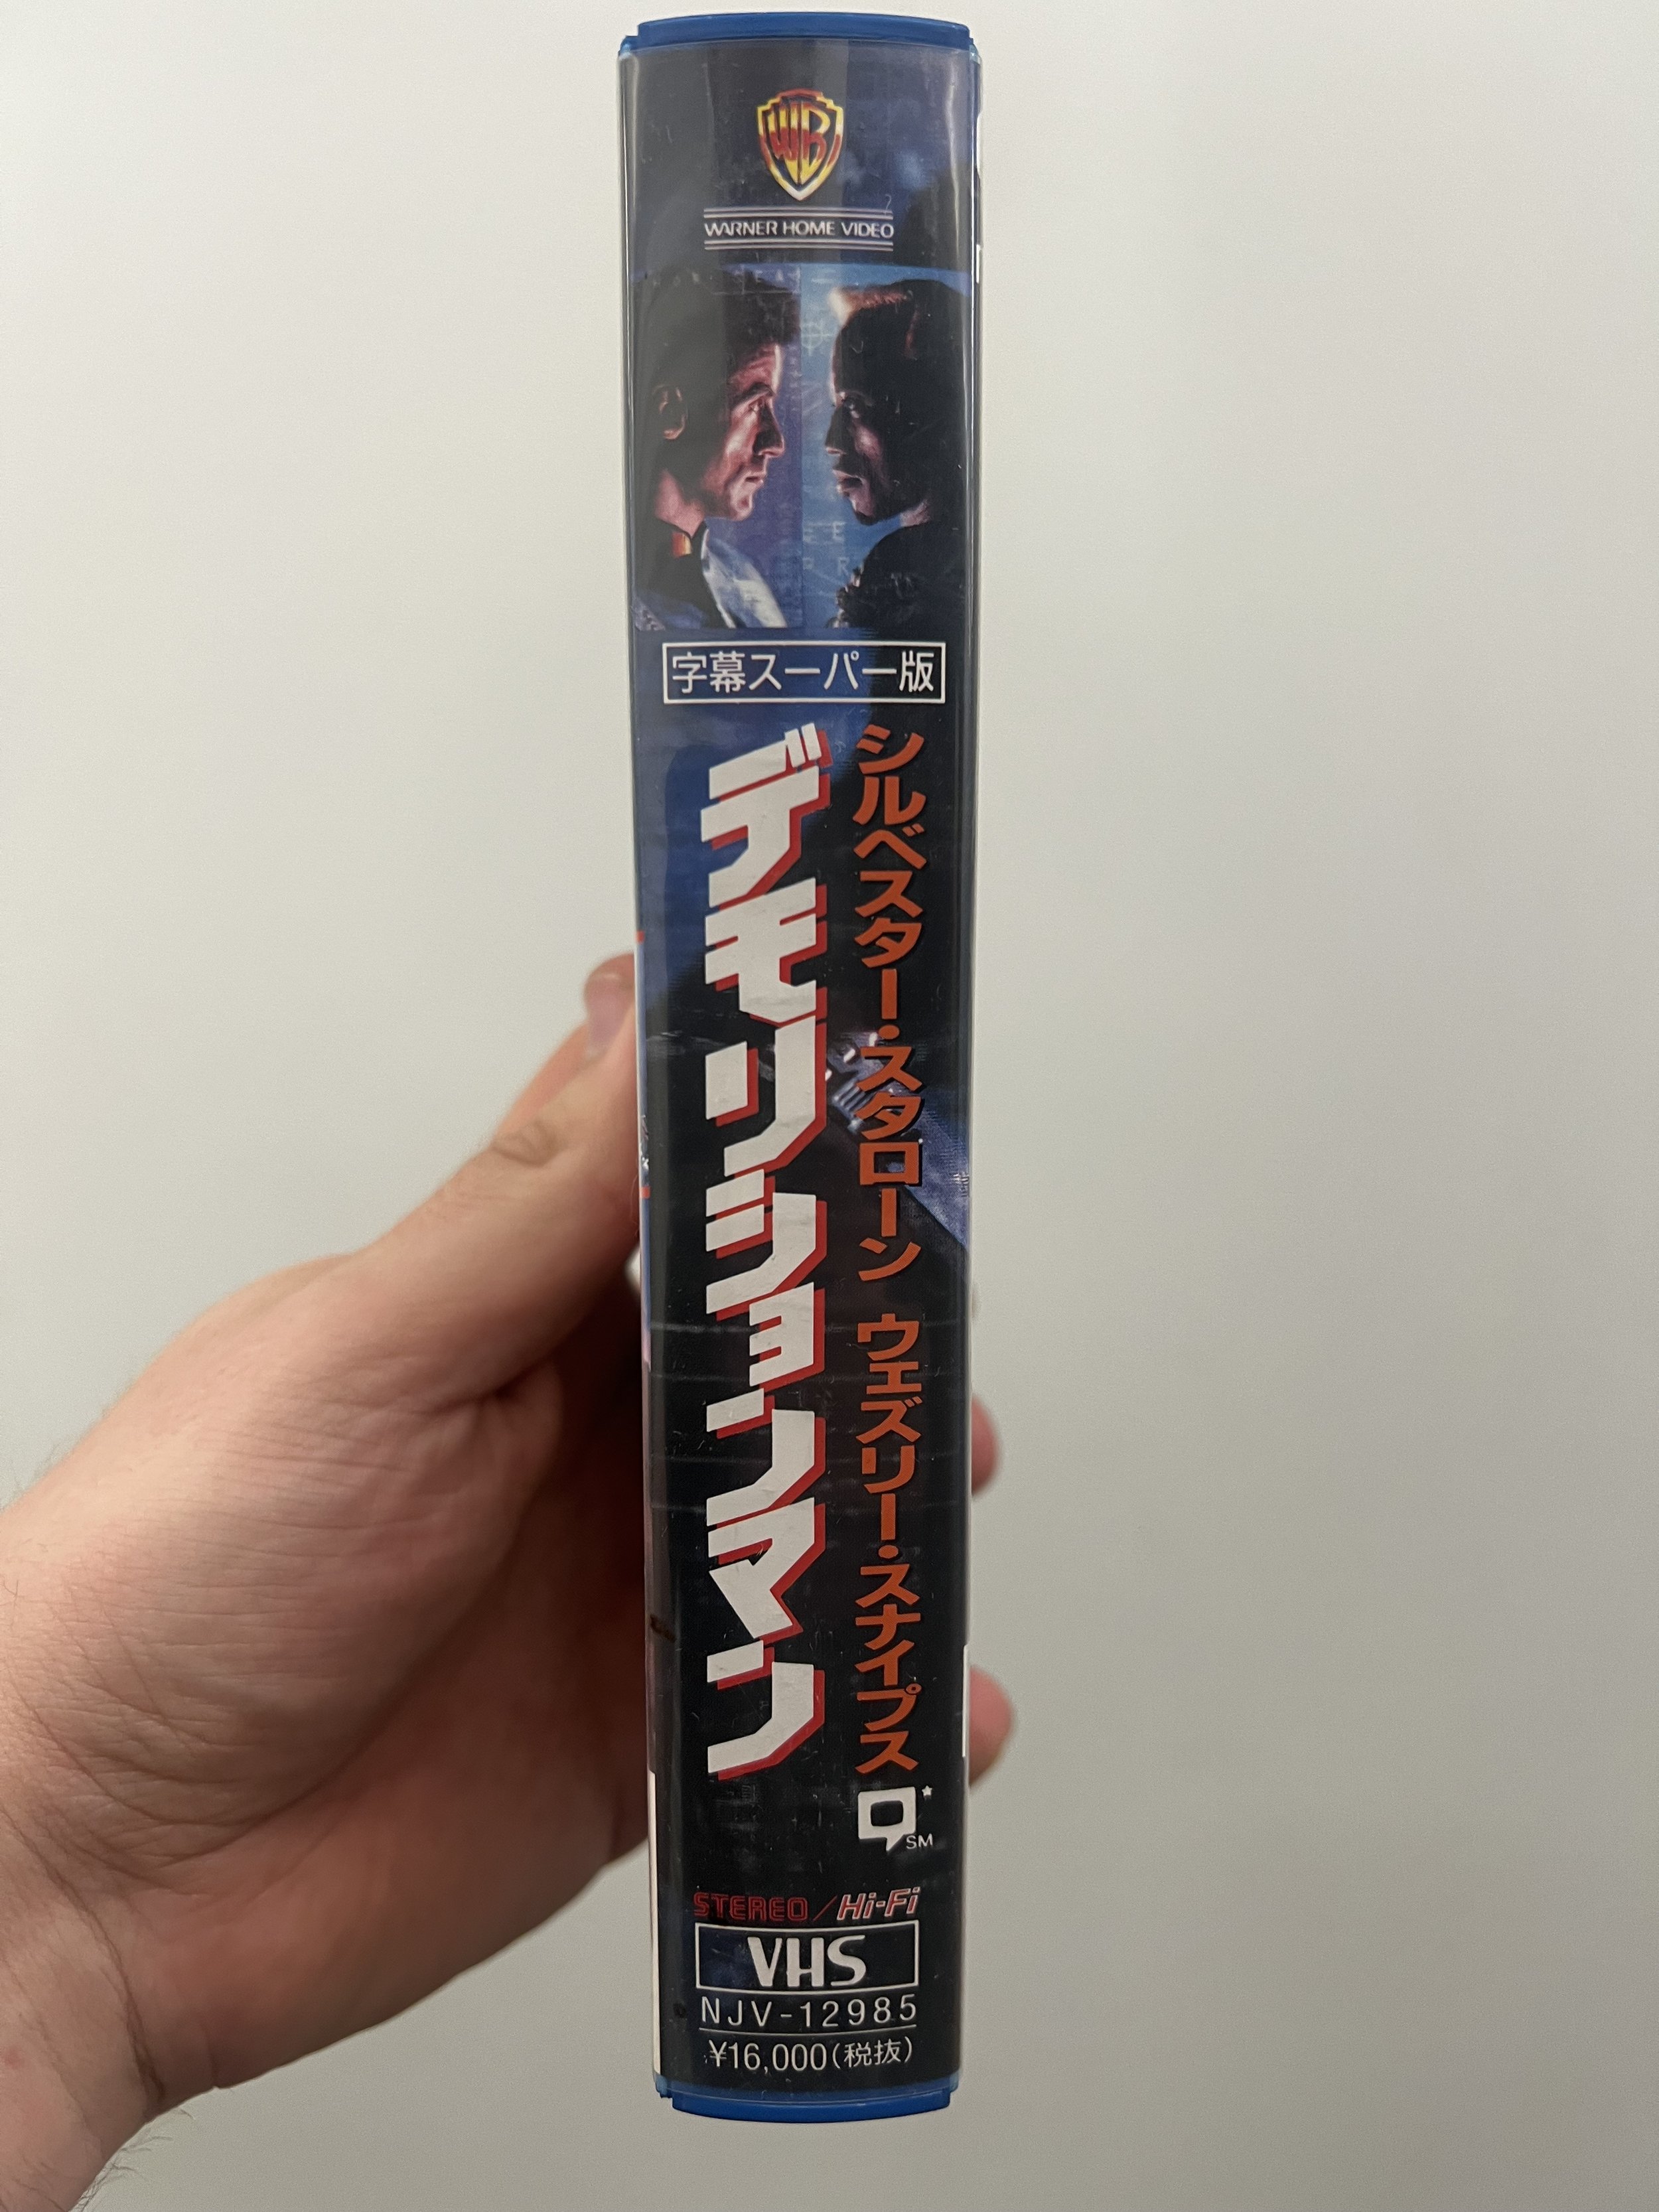 WB
WARNER HOME VIDEO
字幕スーパー版
シルベスター・スタローン ウェズリー・スナイプス
デモリションマン
SM
STEREO/Hi-Fi
VHS
NJV-12985
¥16,000(税抜)